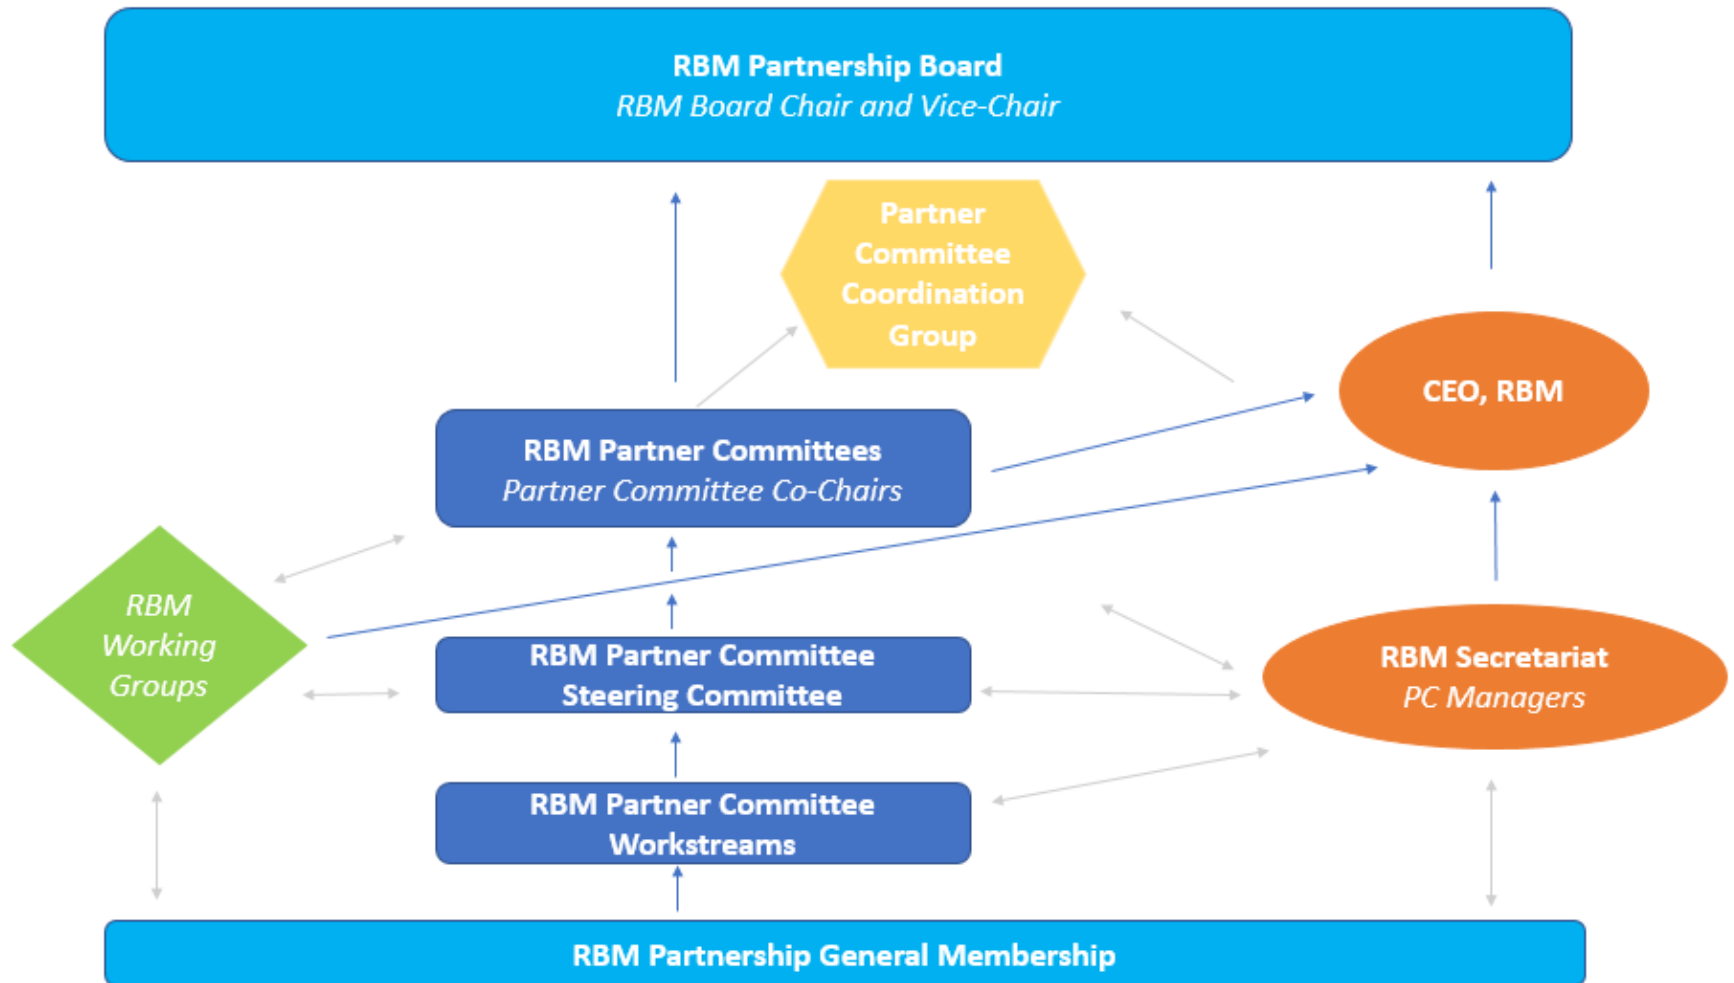 RBM Partnership Board
RBM Board Chair and Vice-Chair
Partner
Committee
Coordination
Group
CEO, RBM
RBM Partner Committees
Partner Committee Co-Chairs
RBM
Working
Groups
RBM Partner Committee
Steering Committee
RBM Secretariat
PC Managers
RBM Partner Committee
Workstreams
RBM Partnership General Membership